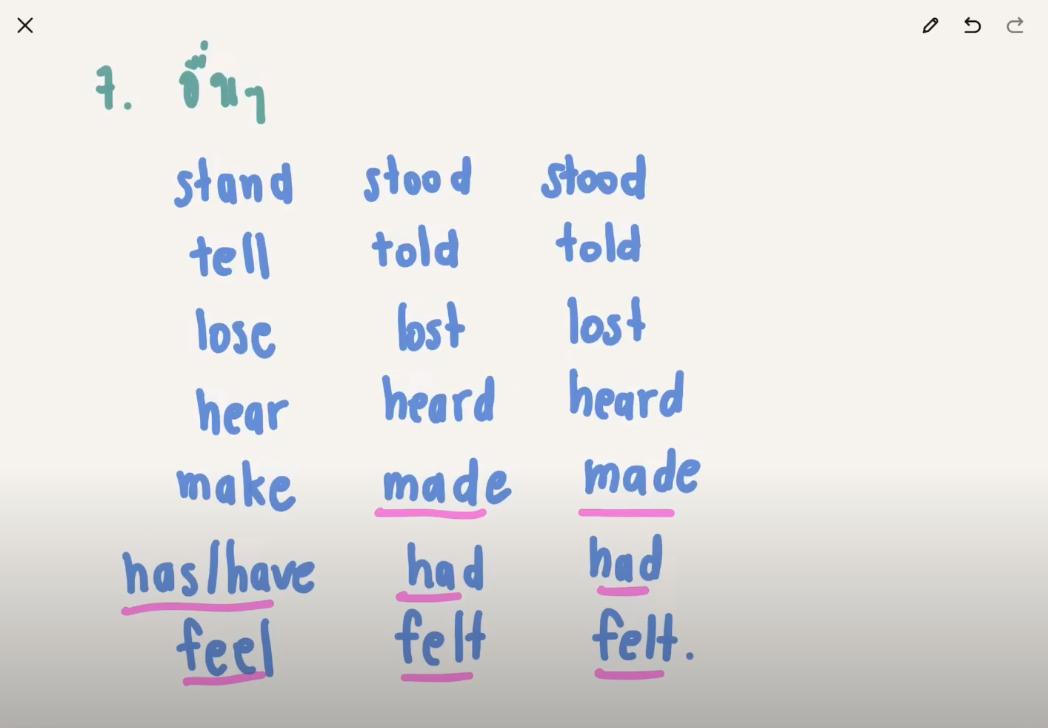 7. อื่นๆ
stand stood stood
tell told told
lose lost lost
hear heard heard
make made made
has/have had had
feel felt felt.